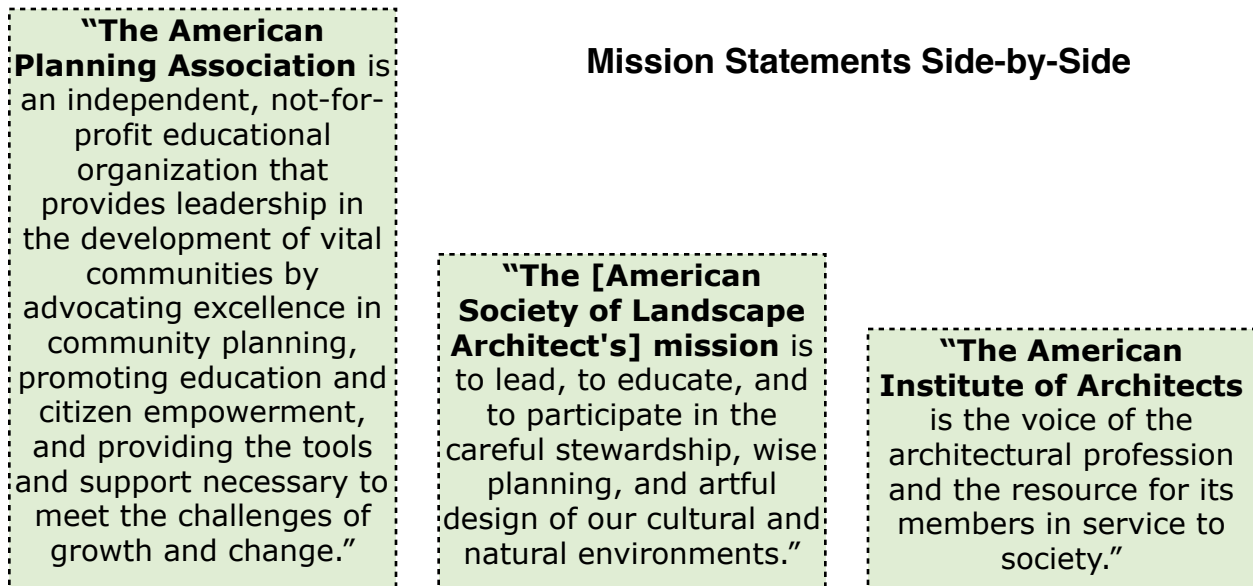 Mission Statements Side-by-Side
“The American
Planning Association is
an independent, not-for-
profit educational
organization that
provides leadership in
the development of vital
communities by
advocating excellence in
community planning,
promoting education and
citizen empowerment,
and providing the tools
and support necessary to
meet the challenges of
growth and change.”
“The [American
Society of Landscape
Architect's] mission is
to lead, to educate, and
to participate in the
careful stewardship, wise
planning, and artful
design of our cultural and
natural environments.”
“The American
Institute of Architects
is the voice of the
architectural profession
and the resource for its
members in service to
society.”